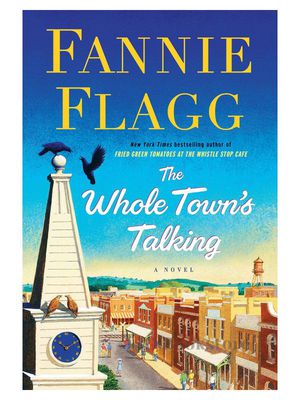 FANNIE
FLAGG
New York Times bestselling author of
FRIED GREEN TOMATOES AT THE WHISTLE STOP CAFE
The
Whole Town's
Talking
A NOVEL